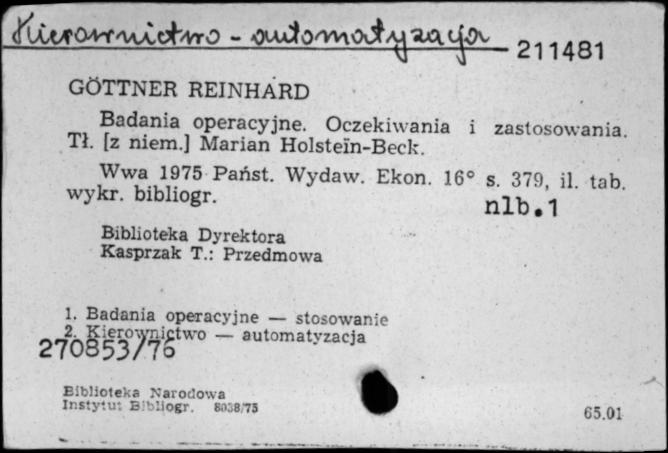 Kierownictwo - automatyzacja
211481
GÖTTNER REINHARD
Badania operacyjne. Oczekiwania i zastosowania.
Tł. [z niem.] Marian Holstein-Beck.
Wwa 1975 Państ. Wydaw. Ekon. 16° s. 379, il. tab.
wykr. bibliogr.
nlb.1
Biblioteka Dyrektora
Kasprzak T.: Przedmowa
1. Badania operacyjne — stosowanie
2. Kierownictwo — automatyzacja
270853/76
Biblioteka Narodowa
Instytut Bibliogr. 8038/75
65.01